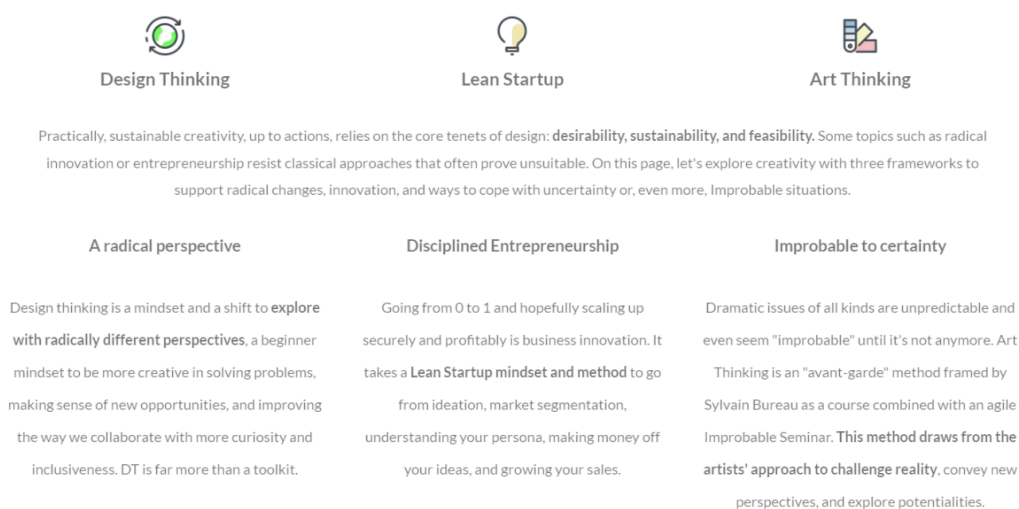 Design Thinking
Lean Startup
Art Thinking
Practically, sustainable creativity, up to actions, relies on the core tenets of design: desirability, sustainability, and feasibility. Some topics such as radical
innovation or entrepreneurship resist classical approaches that often prove unsuitable. On this page, let's explore creativity with three frameworks to
support radical changes, innovation, and ways to cope with uncertainty or, even more, Improbable situations.
A radical perspective
Design thinking is a mindset and a shift to explore
with radically different perspectives, a beginner
mindset to be more creative in solving problems,
making sense of new opportunities, and improving
the way we collaborate with more curiosity and
inclusiveness. DT is far more than a toolkit.
Disciplined Entrepreneurship
Going from 0 to 1 and hopefully scaling up
securely and profitably is business innovation. It
takes a Lean Startup mindset and method to go
from ideation, market segmentation,
understanding your persona, making money off
your ideas, and growing your sales.
Improbable to certainty
Dramatic issues of all kinds are unpredictable and
even seem "improbable" until it's not anymore. Art
Thinking is an "avant-garde" method framed by
Sylvain Bureau as a course combined with an agile
Improbable Seminar. This method draws from the
artists' approach to challenge reality, convey new
perspectives, and explore potentialities.